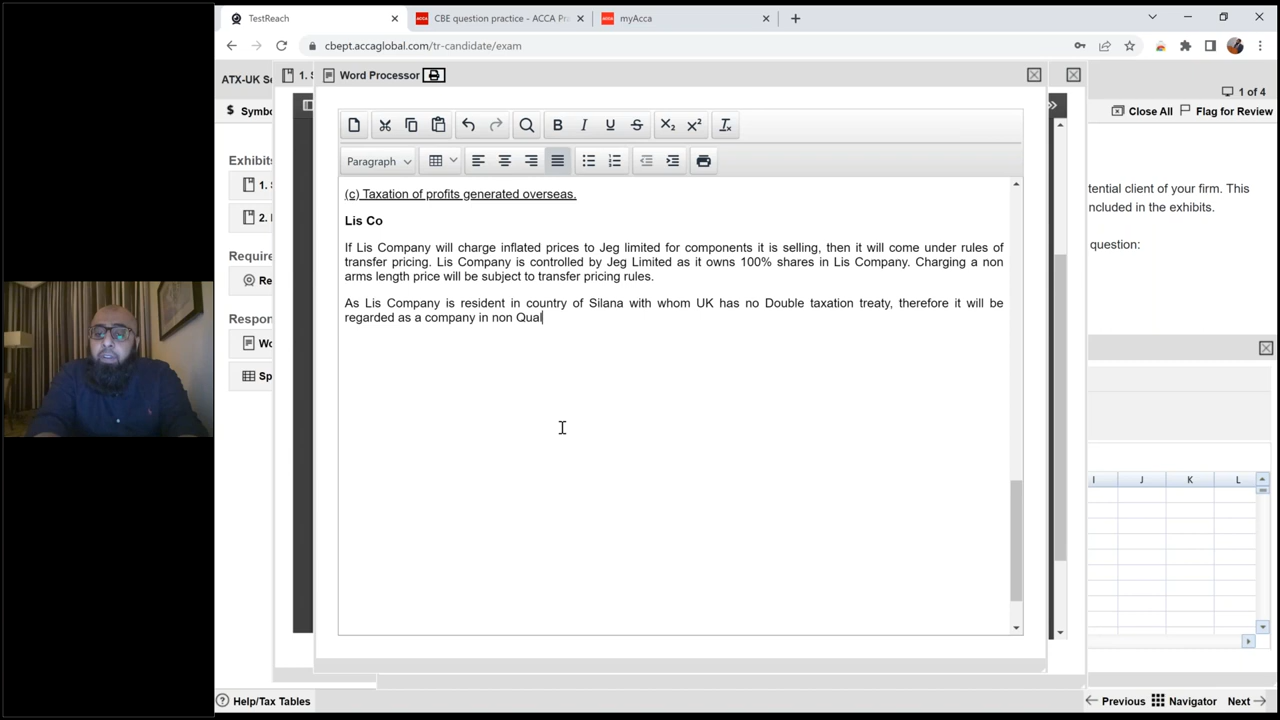 TestReach
CBE question practice - ACCA Pr
myAcca
cbept.accaglobal.com/tr-candidate/exam
ATX-UK Se
1. S
Word Processor
1 of 4
$ Symbo
Close All
Flag for Review
Paragraph
Exhibits
1. S
2. I
Require
Re
Respon
Wo
Sp
tential client of your firm. This
ncluded in the exhibits.
question:
(c) Taxation of profits generated overseas.
Lis Co
If Lis Company will charge inflated prices to Jeg limited for components it is selling, then it will come under rules of
transfer pricing. Lis Company is controlled by Jeg Limited as it owns 100% shares in Lis Company. Charging a non
arms length price will be subject to transfer pricing rules.
As Lis Company is resident in country of Silana with whom UK has no Double taxation treaty, therefore it will be
regarded as a company in non Qual
I J K L
Help/Tax Tables
Previous
Navigator
Next